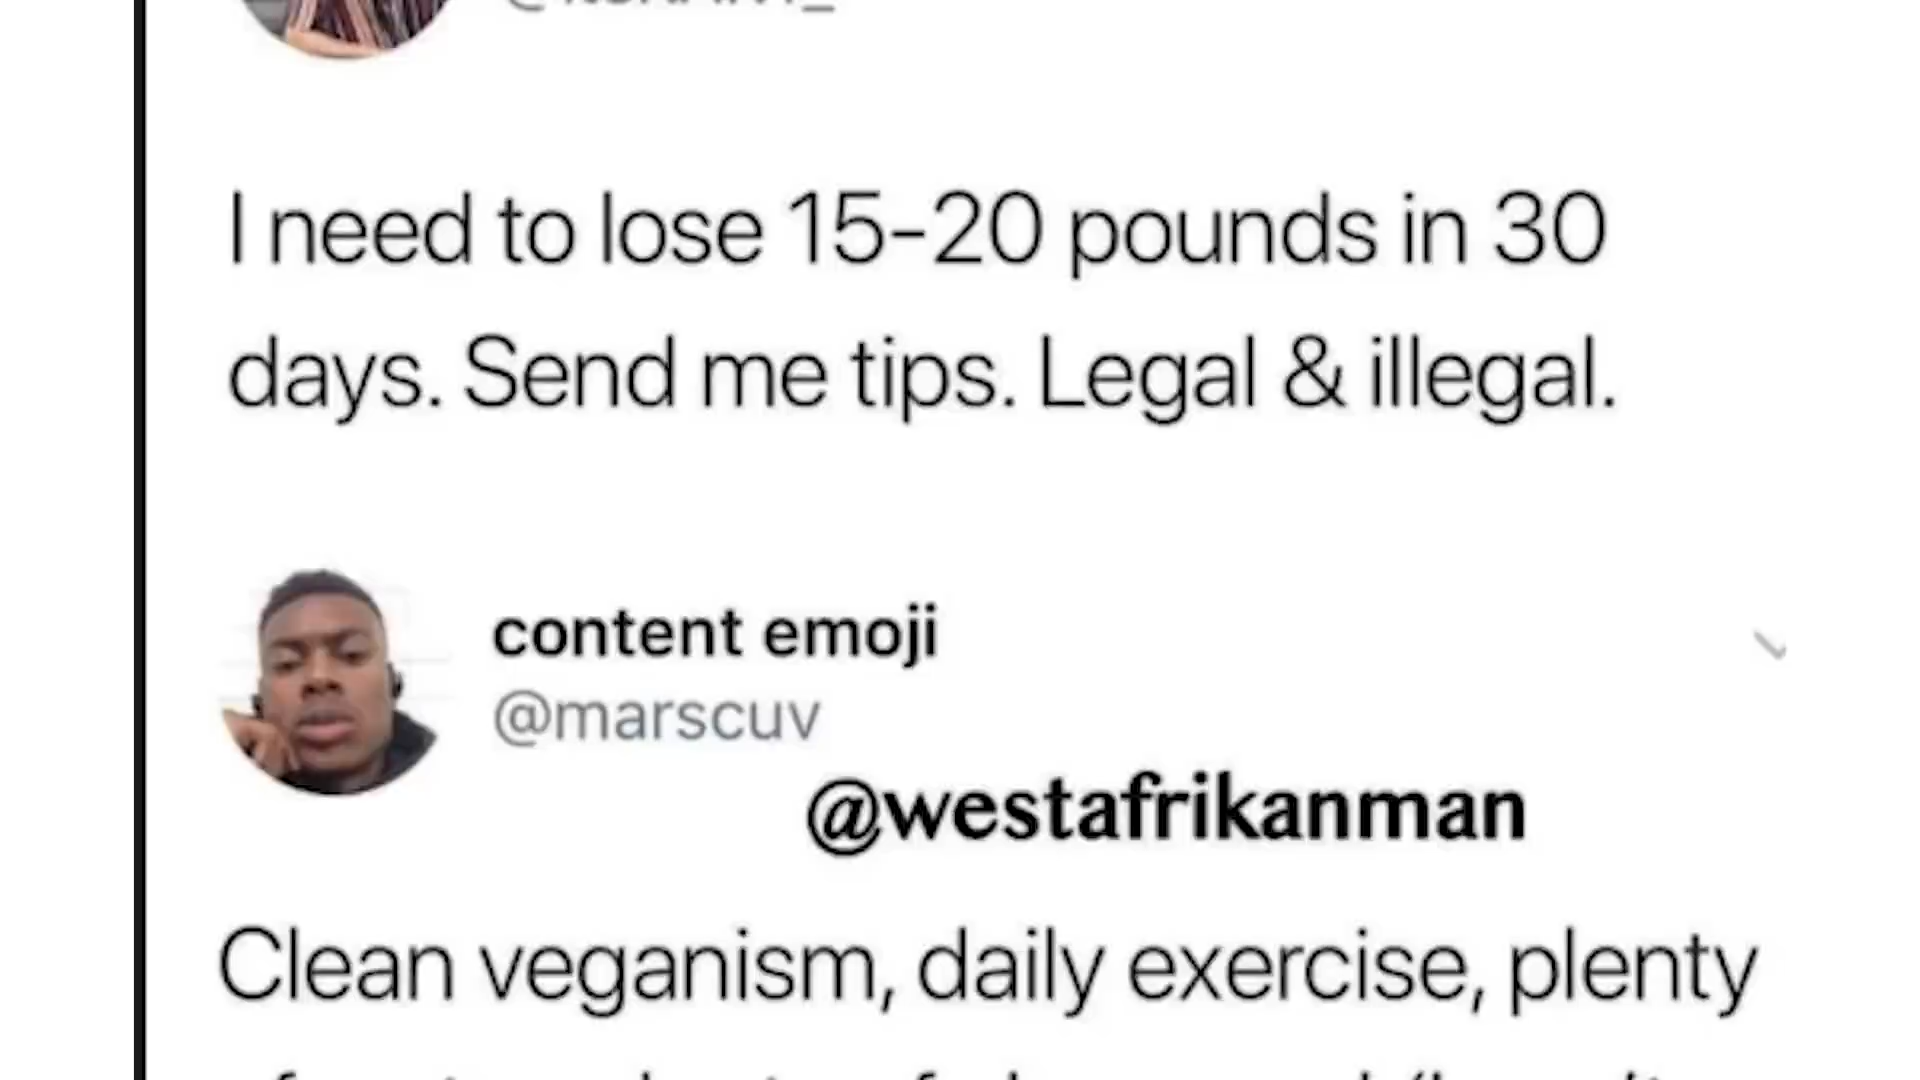 I need to lose 15-20 pounds in 30
days. Send me tips. Legal & illegal.
content emoji
@marscuv
@westafrikanman
Clean veganism, daily exercise, plenty